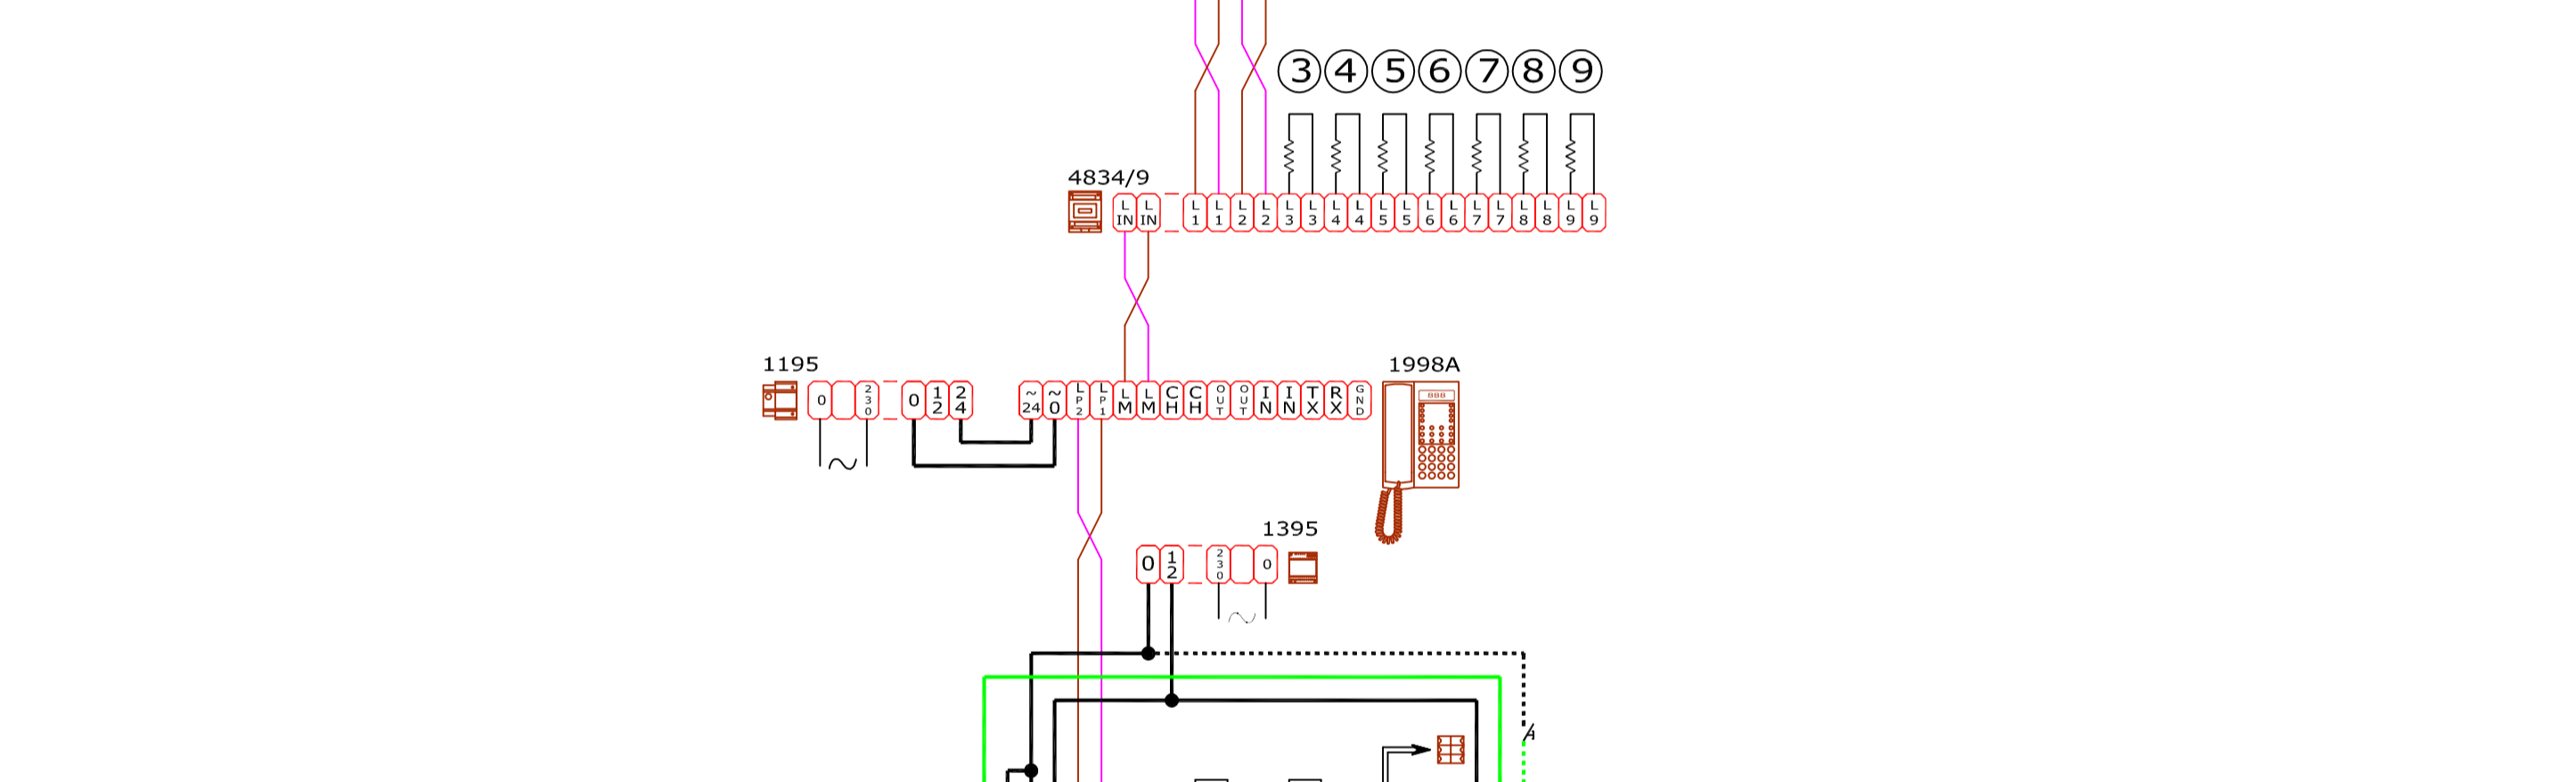 3 4 5 6 7 8 9
4834/9
L IN L IN L 1 L 1 L 2 L 2 L 3 L 3 L 4 L 4 L 5 L 5 L 6 L 6 L 7 L 7 L 8 L 8 L 9 L 9
1195
1998A
0 230 0 12 24 ~ 24 ~ 0 LP2 LP1 LM LM CH CH OUT OUT IN IN TX RX GND
888
~
1395
0 12 230 0
~
A